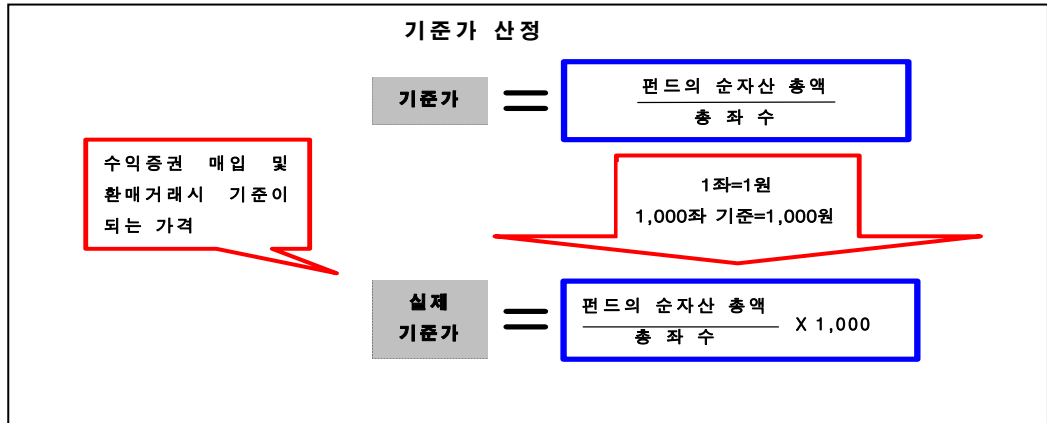 기준가 산정
기준가 = 펀드의 순자산 총액
총 좌 수
수익증권 매입 및
환매거래시 기준이
되는 가격
1좌=1원
1,000좌 기준=1,000원
실제
기준가 = 펀드의 순자산 총액
총 좌 수 X 1,000